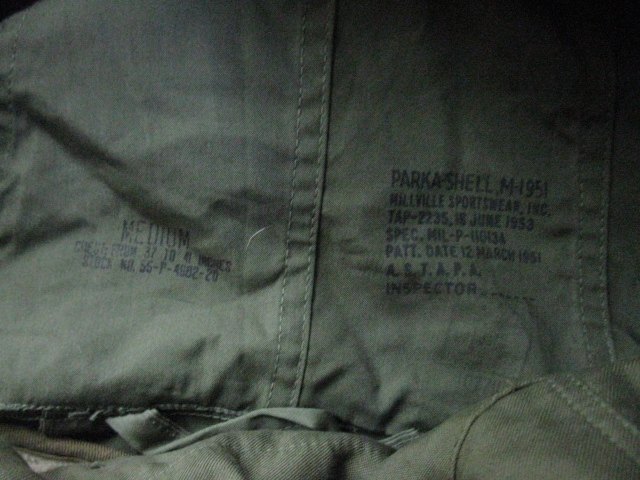 MEDIUM
CHEST FROM 37 TO 41 INCHES
STOCK NO. 55-P-4682-20
PARKA-SHELL, M-1951
MILLVILLE SPORTSWEAR, INC.
TAP-2235, 16 JUNE 1953
SPEC. MIL-P-11013A
PATT. DATE 12 MARCH 1951
A.S.T.A.P.A.
INSPECTOR